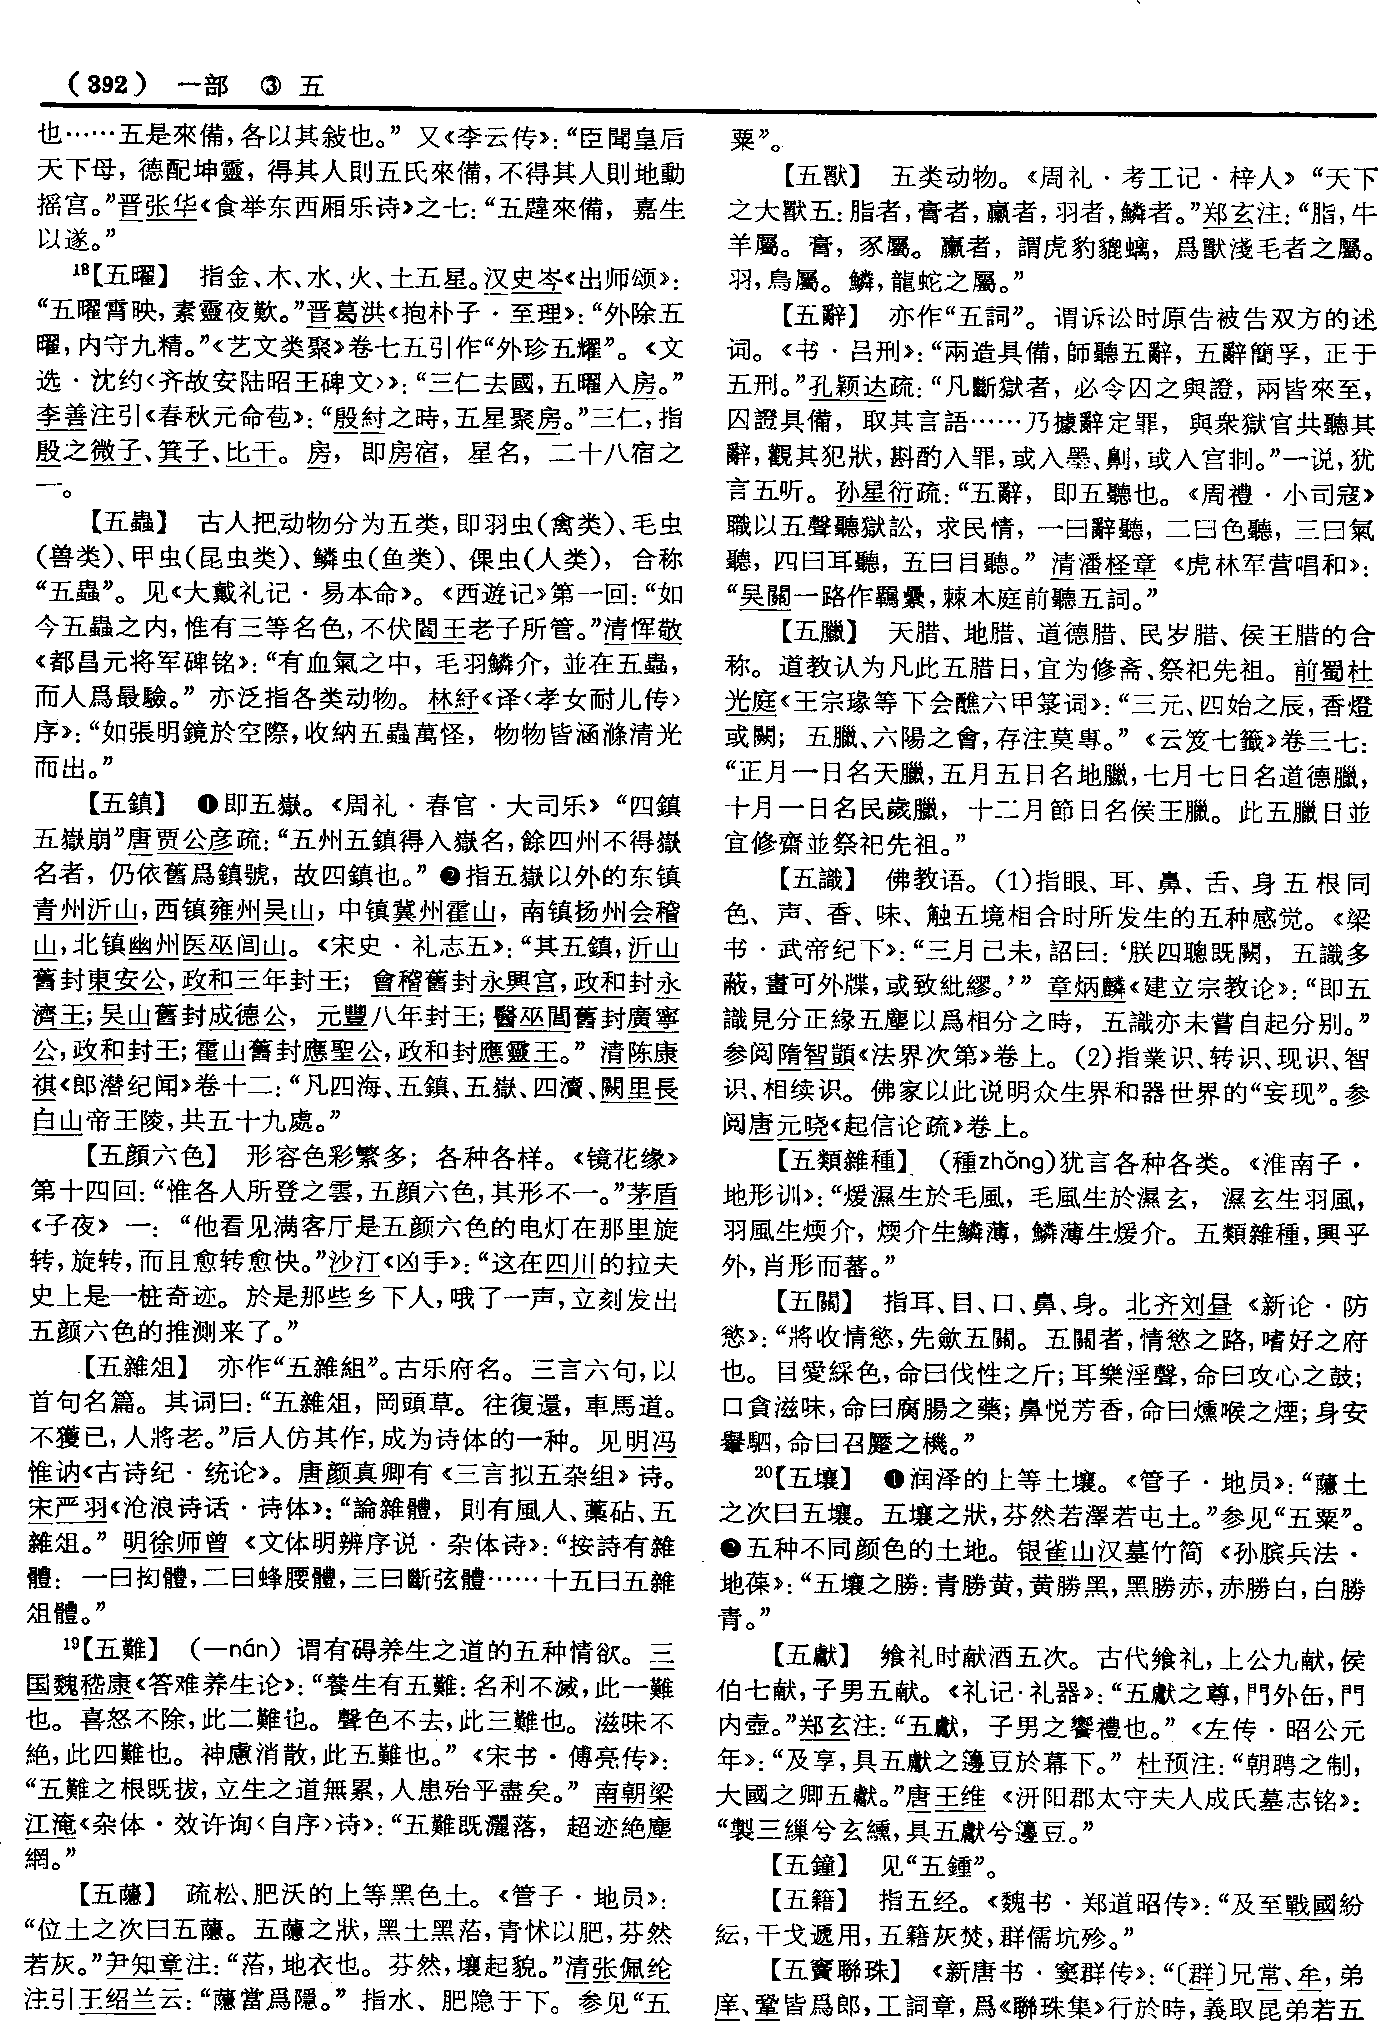 （392） 一部 ③ 五
也……五是來備，各以其敍也。”又《李云传》：“臣聞皇后
天下母，德配坤靈，得其人則五氏來備，不得其人則地動
摇宫。”晋张华《食举东西厢乐诗》之七：“五韙來備，嘉生
以遂。”
18【五曜】 指金、木、水、火、土五星。汉史岑《出师颂》：
“五曜霄映，素靈夜歎。”晋葛洪《抱朴子·至理》：“外除五
曜，内守九精。”《艺文类聚》卷七五引作“外珍五耀”。《文
选·沈约〈齐故安陆昭王碑文〉》：“三仁去國，五曜入房。”
李善注引《春秋元命苞》：“殷紂之時，五星聚房。”三仁，指
殷之微子、箕子、比干。房，即房宿，星名，二十八宿之
一。
【五蟲】 古人把动物分为五类，即羽虫(禽类)、毛虫
(兽类)、甲虫(昆虫类)、鳞虫(鱼类)、倮虫(人类)，合称
“五蟲”。见《大戴礼记·易本命》。《西遊记》第一回：“如
今五蟲之内，惟有三等名色，不伏閻王老子所管。”清恽敬
《都昌元将军碑铭》：“有血氣之中，毛羽鳞介，並在五蟲，
而人爲最驗。”亦泛指各类动物。林紓《译〈孝女耐儿传〉
序》：“如張明鏡於空際，收納五蟲萬怪，物物皆涵滌清光
而出。”
【五鎮】 ❶即五嶽。《周礼·春官·大司乐》“四鎮
五嶽崩”唐贾公彦疏：“五州五鎮得入嶽名，餘四州不得嶽
名者，仍依舊爲鎮號，故四鎮也。”❷指五嶽以外的东镇
青州沂山，西镇雍州吴山，中镇冀州霍山，南镇扬州会稽
山，北镇幽州医巫闾山。《宋史·礼志五》：“其五鎮，沂山
舊封東安公，政和三年封王；會稽舊封永興宫，政和封永
濟王；吴山舊封成德公，元豐八年封王；醫巫閭舊封廣寧
公，政和封王；霍山舊封應聖公，政和封應靈王。”清陈康
祺《郎潜纪闻》卷十二：“凡四海、五鎮、五嶽、四瀆、闕里長
白山帝王陵，共五十九處。”
【五顏六色】 形容色彩繁多；各种各样。《镜花缘》
第十四回：“惟各人所登之雲，五顔六色，其形不一。”茅盾
《子夜》一：“他看见满客厅是五颜六色的电灯在那里旋
转，旋转，而且愈转愈快。”沙汀《凶手》：“这在四川的拉夫
史上是一桩奇迹。於是那些乡下人，哦了一声，立刻发出
五颜六色的推测来了。”
【五雜俎】 亦作“五雜組”。古乐府名。三言六句，以
首句名篇。其词曰：“五雜俎，岡頭草。往復還，車馬道。
不獲已，人將老。”后人仿其作，成为诗体的一种。见明冯
惟讷《古诗纪·统论》。唐颜真卿有《三言拟五杂组》诗。
宋严羽《沧浪诗话·诗体》：“論雜體，則有風人、藁砧、五
雜俎。”明徐师曾《文体明辨序说·杂体诗》：“按詩有雜
體：一曰拗體，二曰蜂腰體，三曰斷弦體……十五曰五雜
俎體。”
19【五難】 （—nán）谓有碍养生之道的五种情欲。三
国魏嵇康《答难养生论》：“養生有五難：名利不滅，此一難
也。喜怒不除，此二難也。聲色不去，此三難也。滋味不
絶，此四難也。神慮消散，此五難也。”《宋书·傅亮传》：
“五難之根既拔，立生之道無累，人患殆乎盡矣。”南朝梁
江淹《杂体·效许询〈自序〉诗》：“五難既灑落，超迹絶塵
網。”
【五蘟】 疏松、肥沃的上等黑色土。《管子·地员》：
“位土之次曰五蘟。五蘟之狀，黑土黑萡，青怵以肥，芬然
若灰。”尹知章注：“萡，地衣也。芬然，壤起貌。”清张佩纶
注引王绍兰云：“蘟當爲隱。”指水、肥隐于下。参见“五
粟”。
【五獸】 五类动物。《周礼·考工记·梓人》“天下
之大獸五：脂者，膏者，臝者，羽者，鳞者。”郑玄注：“脂，牛
羊屬。膏，豕屬。臝者，謂虎豹貔螭，爲獸淺毛者之屬。
羽，鳥屬。鱗，龍蛇之屬。”
【五辭】 亦作“五詞”。谓诉讼时原告被告双方的述
词。《书·吕刑》：“兩造具備，師聽五辭，五辭簡孚，正于
五刑。”孔颖达疏：“凡斷獄者，必令囚之與證，兩皆來至，
囚證具備，取其言語……乃據辭定罪，與衆獄官共聽其
辭，觀其犯狀，斟酌入罪，或入墨、劓，或入宫剕。”一说，犹
言五听。孙星衍疏：“五辭，即五聽也。《周禮·小司寇》
職以五聲聽獄訟，求民情，一曰辭聽，二曰色聽，三曰氣
聽，四曰耳聽，五曰目聽。”清潘柽章《虎林军营唱和》：
“吴關一路作羈纍，棘木庭前聽五詞。”
【五臘】 天腊、地腊、道德腊、民岁腊、侯王腊的合
称。道教认为凡此五腊日，宜为修斋、祭祀先祖。前蜀杜
光庭《王宗瑑等下会醮六甲箓词》：“三元、四始之辰，香燈
或闕；五臘、六陽之會，存注莫專。”《云笈七籤》卷三七：
“正月一日名天臘，五月五日名地臘，七月七日名道德臘，
十月一日名民歲臘，十二月節日名侯王臘。此五臘日並
宜修齋並祭祀先祖。”
【五識】 佛教语。(1)指眼、耳、鼻、舌、身五根同
色、声、香、味、触五境相合时所发生的五种感觉。《梁
书·武帝纪下》：“三月己未，詔曰：‘朕四聰既闕，五識多
蔽，畫可外牒，或致紕繆。’”章炳麟《建立宗教论》：“即五
識見分正緣五塵以爲相分之時，五識亦未嘗自起分别。”
参阅隋智顗《法界次第》卷上。(2)指業识、转识、现识、智
识、相续识。佛家以此说明众生界和器世界的“妄现”。参
阅唐元晓《起信论疏》卷上。
【五類雜種】 （種zhǒng)犹言各种各类。《淮南子·
地形训》：“煖濕生於毛風，毛風生於濕玄，濕玄生羽風，
羽風生煗介，煗介生鱗薄，鱗薄生煖介。五類雜種，興乎
外，肖形而蕃。”
【五關】 指耳、目、口、鼻、身。北齐刘昼《新论·防
慾》：“將收情慾，先歛五關。五關者，情慾之路，嗜好之府
也。目愛綵色，命曰伐性之斤；耳樂淫聲，命曰攻心之鼓；
口貪滋味，命曰腐腸之藥；鼻悦芳香，命曰燻喉之煙；身安
轝駟，命曰召蹷之機。”
20【五壤】 ❶润泽的上等土壤。《管子·地员》：“蘟土
之次曰五壤。五壤之狀，芬然若澤若屯土。”参见“五粟”。
❷五种不同颜色的土地。银雀山汉墓竹简《孙膑兵法·
地葆》：“五壤之勝：青勝黄，黄勝黑，黑勝赤，赤勝白，白勝
青。”
【五獻】 飨礼时献酒五次。古代飨礼，上公九献，侯
伯七献，子男五献。《礼记·礼器》：“五獻之尊，門外缶，門
内壺。”郑玄注：“五獻，子男之饗禮也。”《左传·昭公元
年》：“及享，具五獻之籩豆於幕下。”杜预注：“朝聘之制，
大國之卿五獻。”唐王维《汧阳郡太守夫人成氏墓志铭》：
“製三繅兮玄纁，具五獻兮籩豆。”
【五鐘】 见“五鍾”。
【五籍】 指五经。《魏书·郑道昭传》：“及至戰國紛
紜，干戈遞用，五籍灰焚，群儒坑殄。”
【五竇聯珠】 《新唐书·窦群传》：“〔群〕兄常、牟，弟
庠、鞏皆爲郎，工詞章，爲《聯珠集》行於時，義取昆弟若五